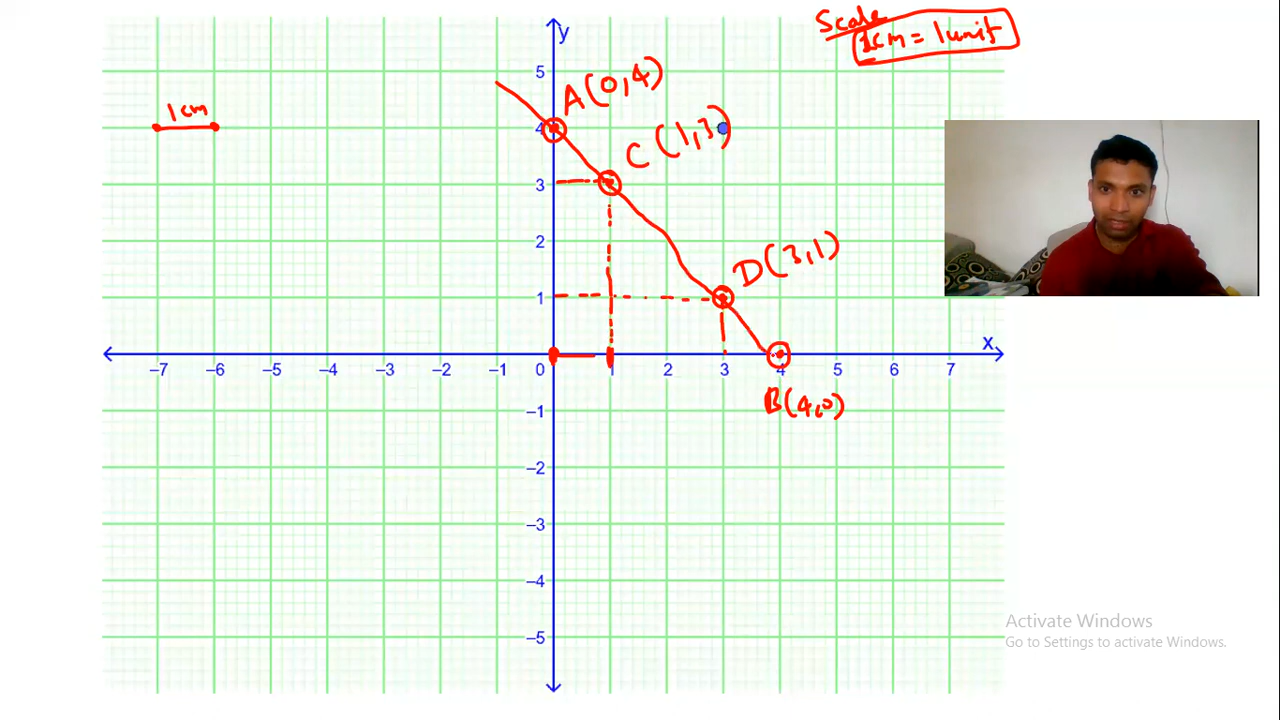 Scale
1cm = 1unit
y
5
A(0,4)
1cm
4
C(1,3)
3
2
D(3,1)
1
x
-7 -6 -5 -4 -3 -2 -1 0 1 2 3 4 5 6 7
B(4,0)
-1
-2
-3
-4
-5
Activate Windows
Go to Settings to activate Windows.